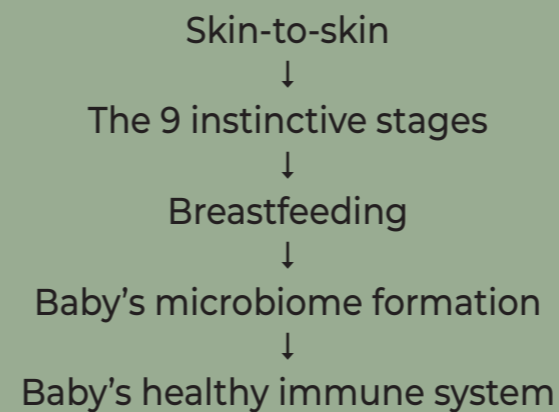 Skin-to-skin
↓
The 9 instinctive stages
↓
Breastfeeding
↓
Baby’s microbiome formation
↓
Baby’s healthy immune system